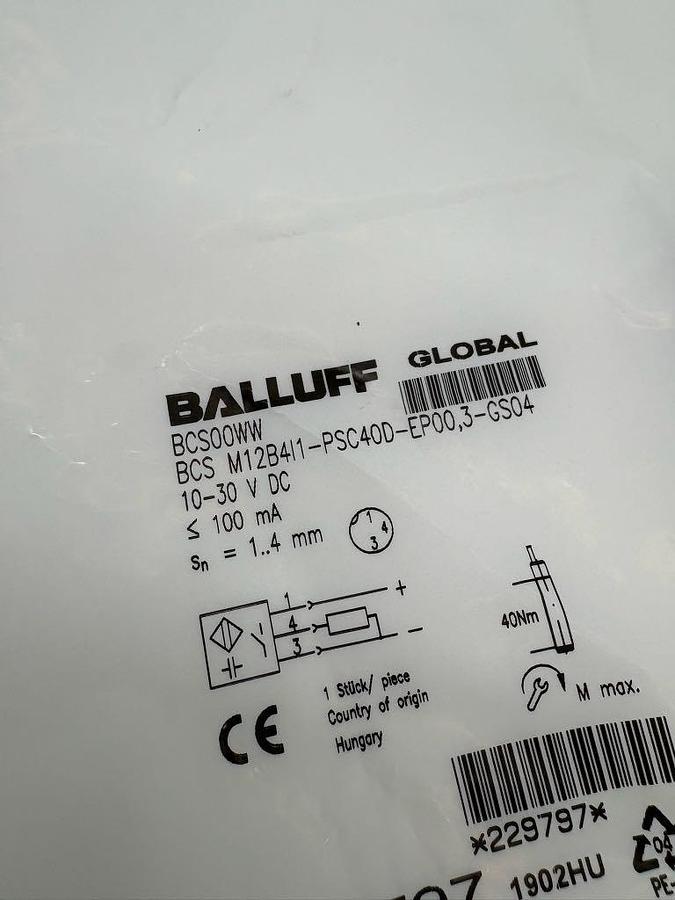 BALLUFF GLOBAL
BCS00WW
BCS M12B4I1-PSC40D-EP00,3-GS04
10-30 V DC
≤ 100 mA
sn = 1..4 mm
1
4
3
1 +
4
3 -
40Nm
M max.
1 Stück/ piece
Country of origin
Hungary
CE
*229797*
1902HU
04